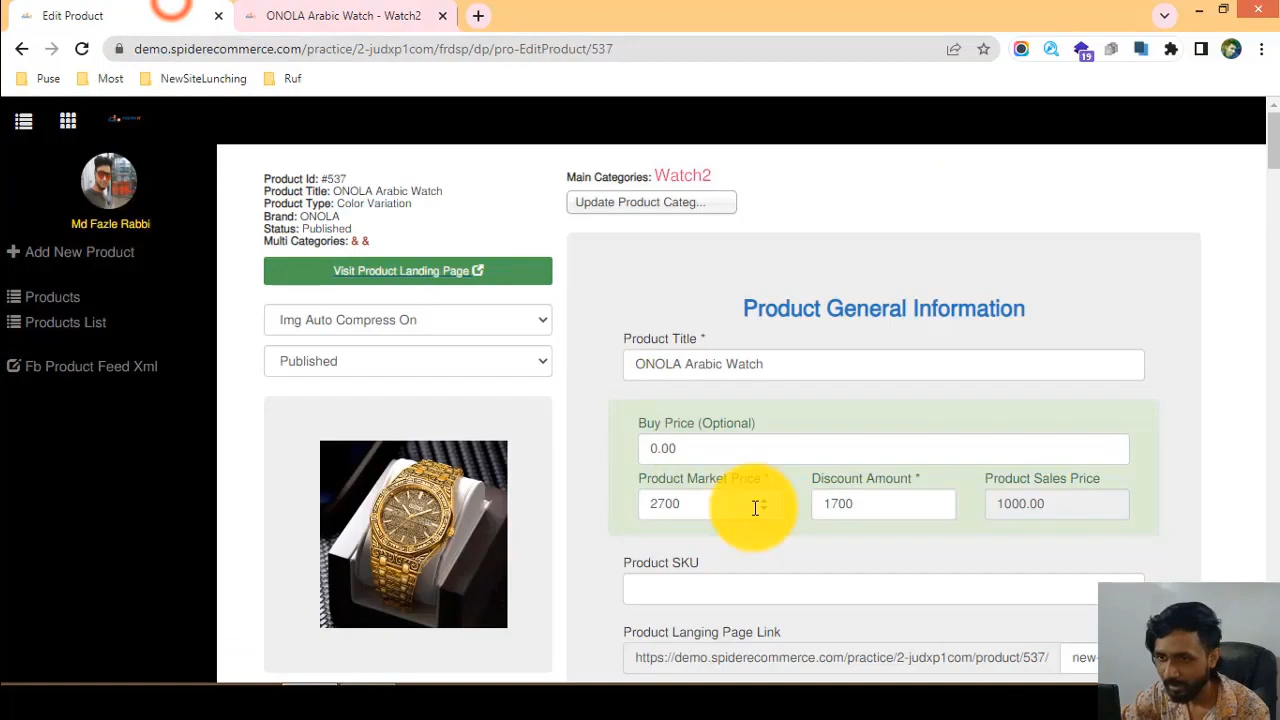 Edit Product
ONOLA Arabic Watch - Watch2
demo.spiderecommerce.com/practice/2-judxp1com/frdsp/dp/pro-EditProduct/537
19
Puse
Most
NewSiteLunching
Ruf
Md Fazle Rabbi
Add New Product
Products
Products List
Fb Product Feed Xml
Product Id: #537
Product Title: ONOLA Arabic Watch
Product Type: Color Variation
Brand: ONOLA
Status: Published
Multi Categories: & &
Visit Product Landing Page
Img Auto Compress On
Published
Main Categories: Watch2
Update Product Categ...
Product General Information
Product Title *
ONOLA Arabic Watch
Buy Price (Optional)
0.00
Product Market Price *
2700
Discount Amount *
1700
Product Sales Price
1000.00
Product SKU
Product Langing Page Link
https://demo.spiderecommerce.com/practice/2-judxp1com/product/537/
new-